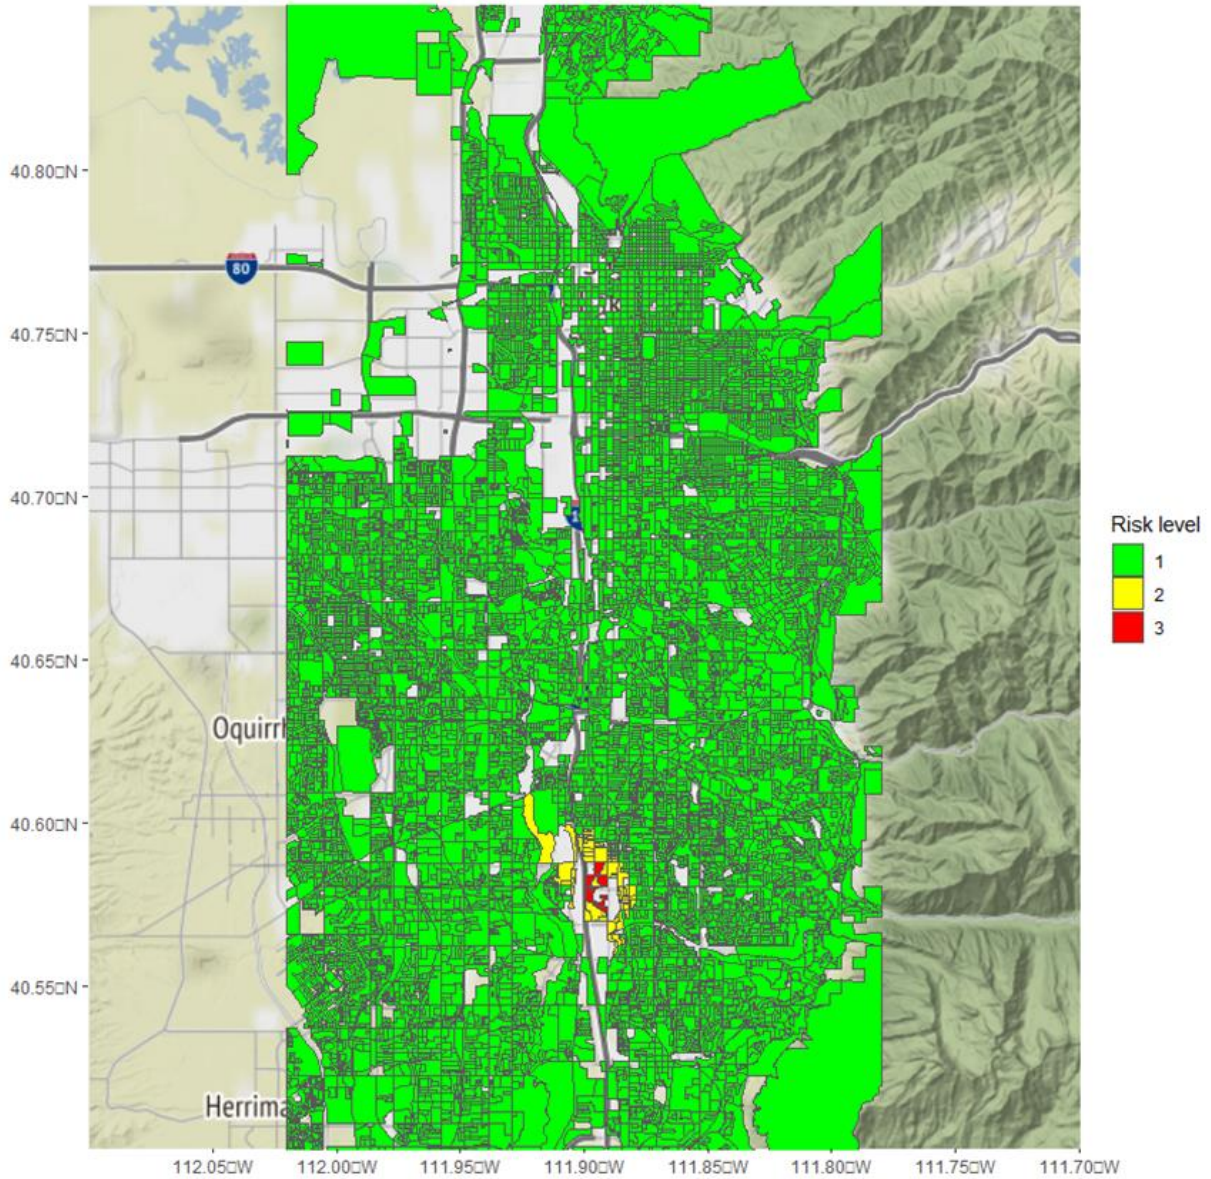 40.80□N
80
40.75□N
40.70□N
Risk level
1
2
3
40.65□N
Oquirrh
40.60□N
40.55□N
Herrima
112.05□W 112.00□W 111.95□W 111.90□W 111.85□W 111.80□W 111.75□W 111.70□W